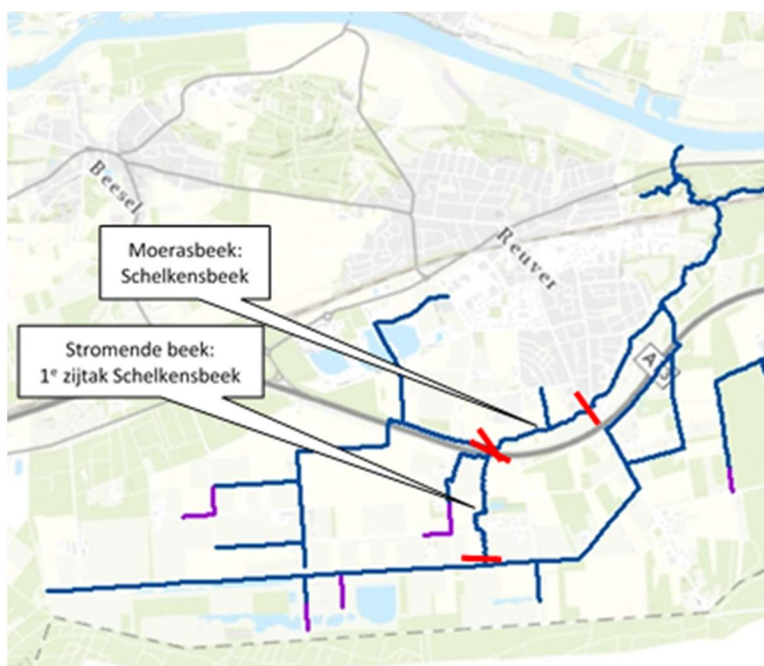 Beesel
Reuver
Moerasbeek:
Schelkensbeek
Stromende beek:
1e zijtak Schelkensbeek